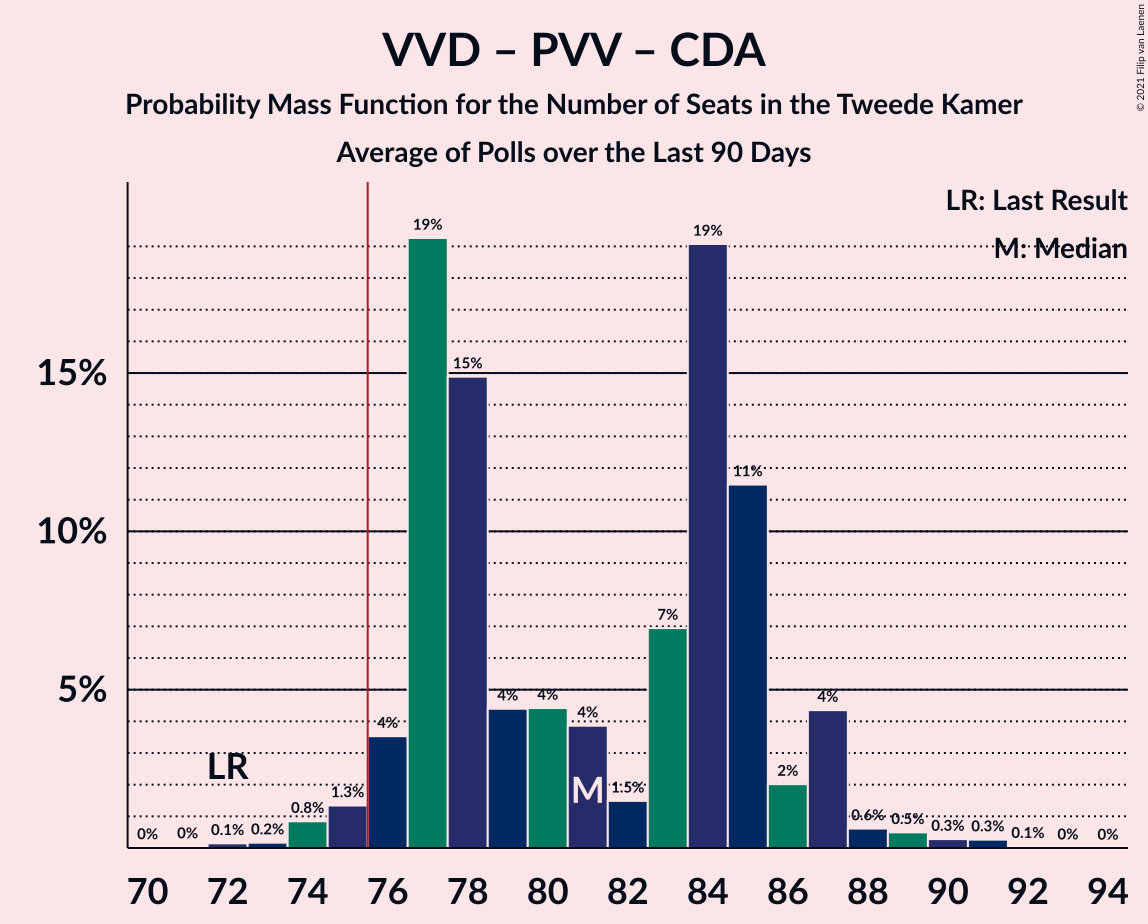 VVD – PVV – CDA
Probability Mass Function for the Number of Seats in the Tweede Kamer
Average of Polls over the Last 90 Days
© 2021 Filip van Laenen
LR: Last Result
M: Median
15%
10%
5%
0% 0% 0.1% 0.2% 0.8% 1.3% 4% 19% 15% 4% 4% 4% 1.5% 7% 19% 11% 2% 4% 0.6% 0.5% 0.3% 0.3% 0.1% 0% 0%
LR
M
70 72 74 76 78 80 82 84 86 88 90 92 94